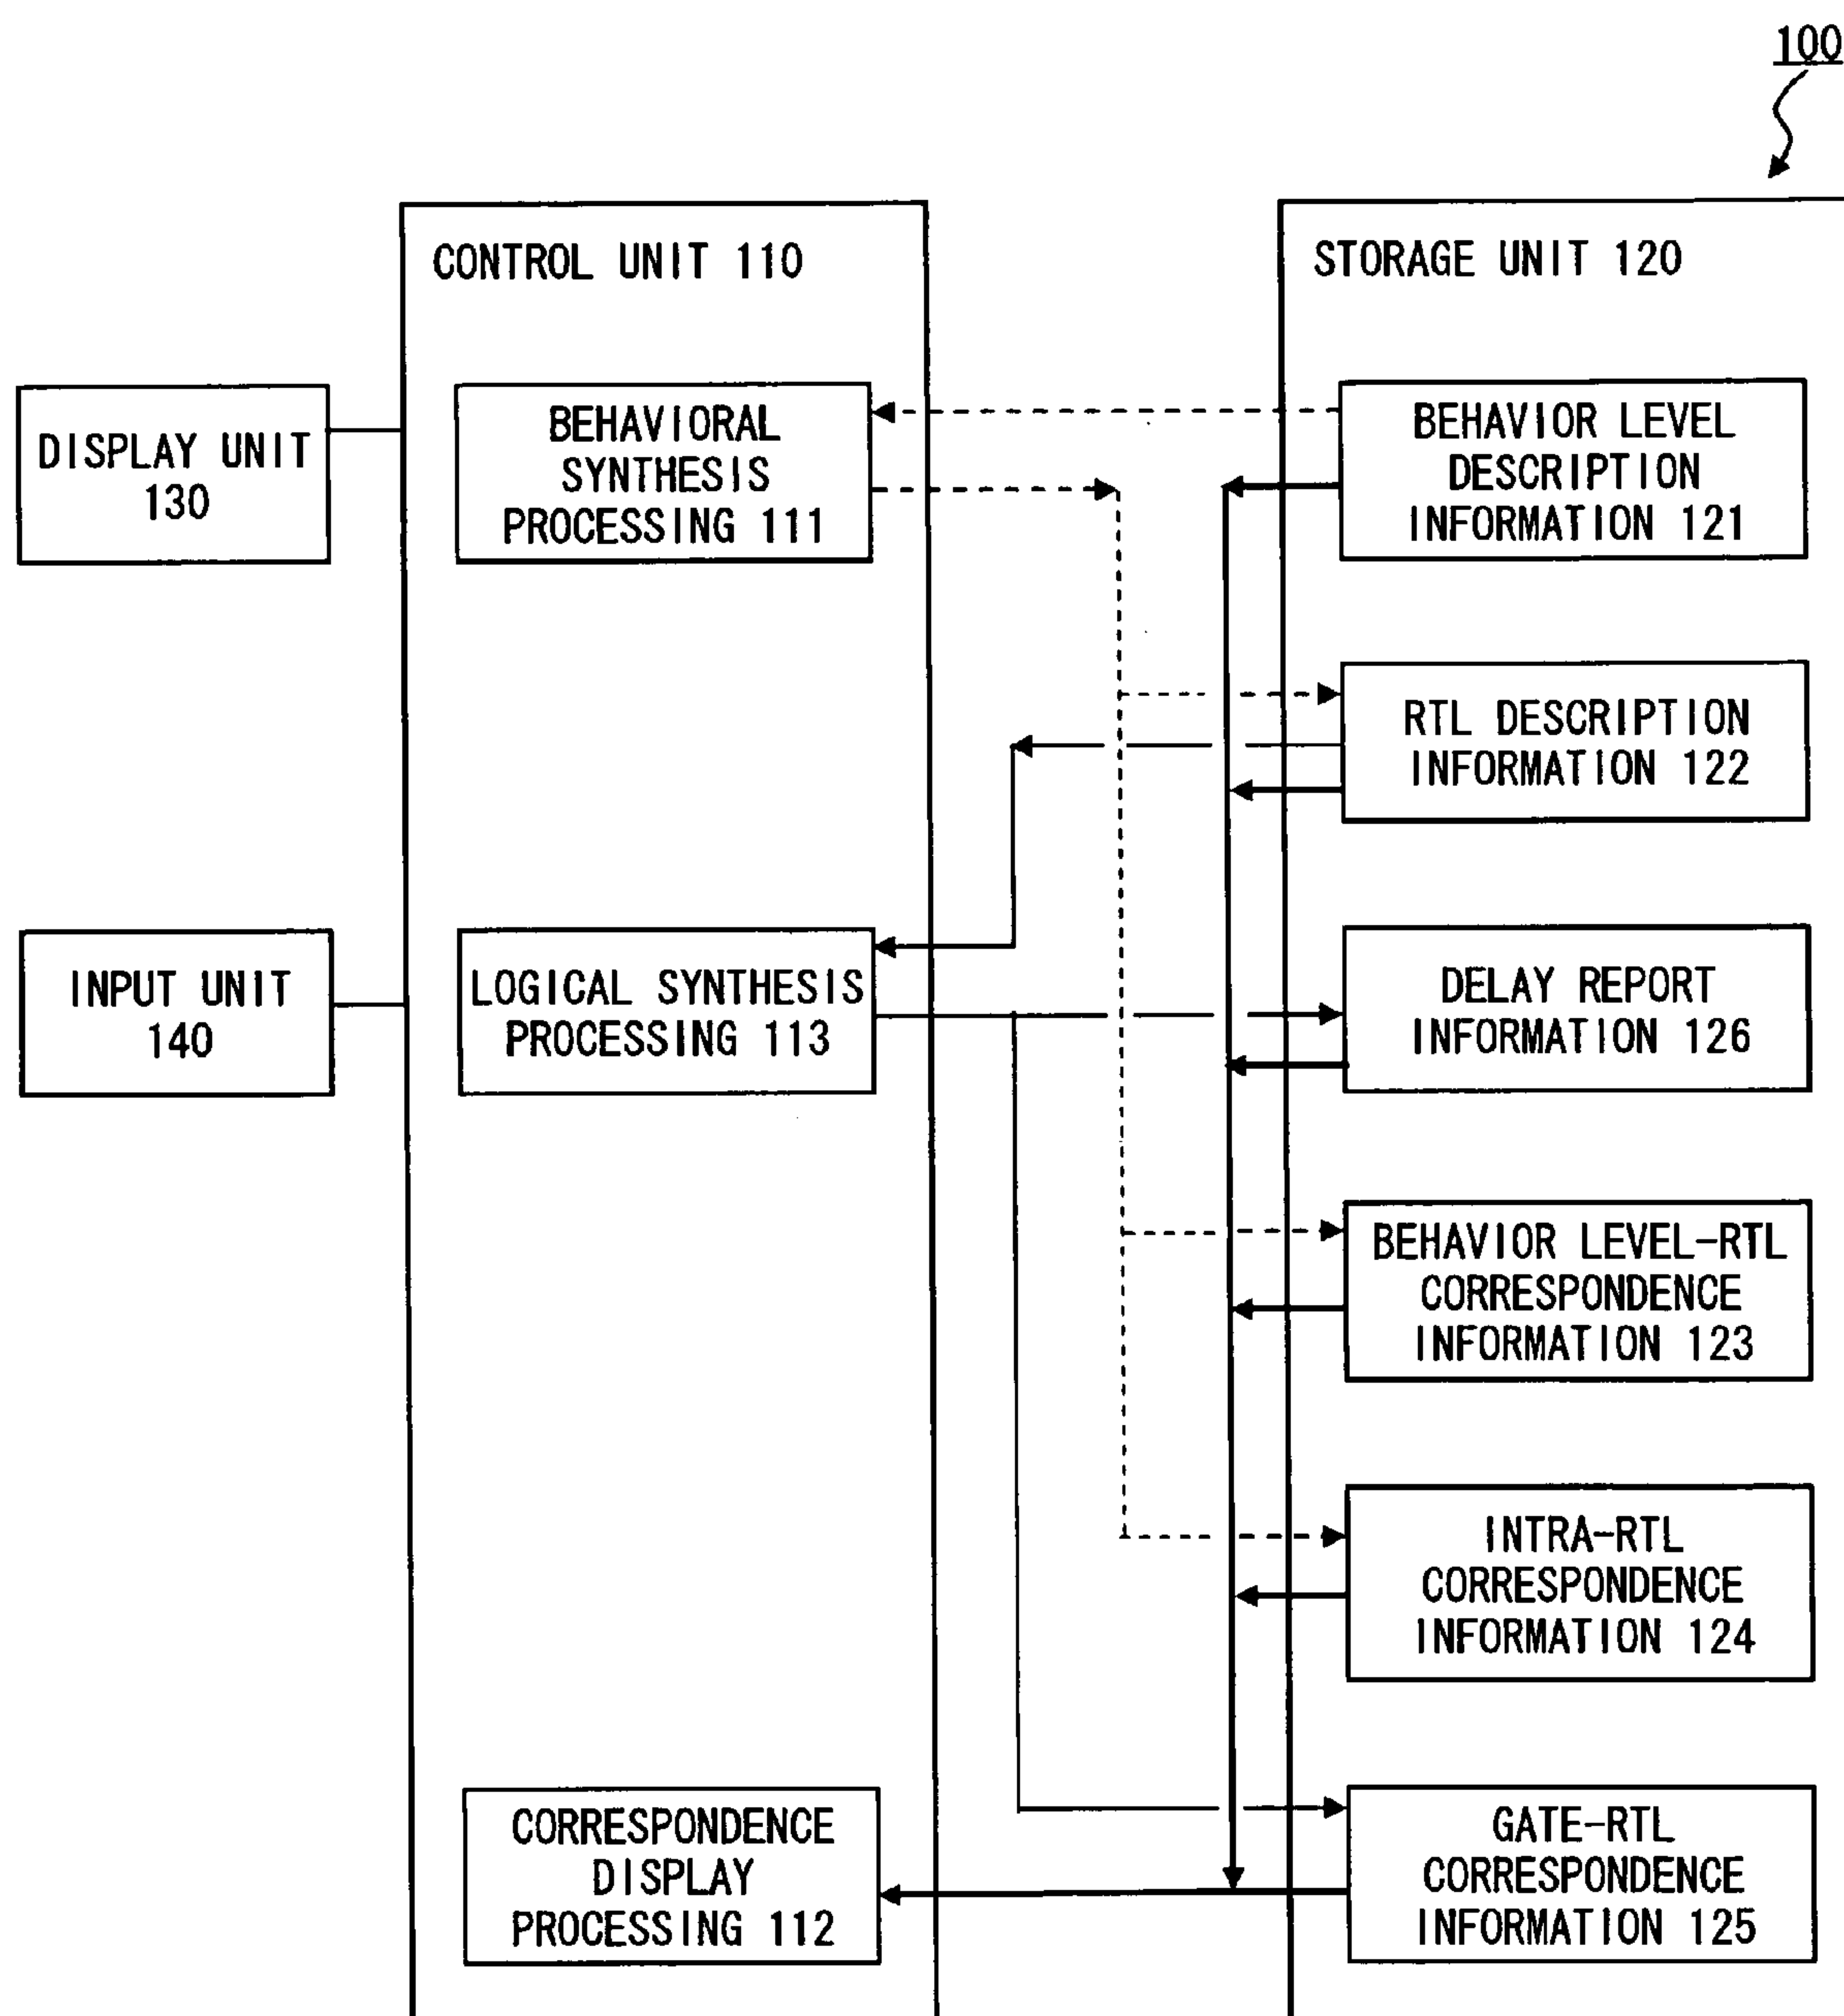 100
CONTROL UNIT 110
STORAGE UNIT 120
DISPLAY UNIT
130
BEHAVIORAL
SYNTHESIS
PROCESSING 111
BEHAVIOR LEVEL
DESCRIPTION
INFORMATION 121
RTL DESCRIPTION
INFORMATION 122
INPUT UNIT
140
LOGICAL SYNTHESIS
PROCESSING 113
DELAY REPORT
INFORMATION 126
BEHAVIOR LEVEL-RTL
CORRESPONDENCE
INFORMATION 123
INTRA-RTL
CORRESPONDENCE
INFORMATION 124
CORRESPONDENCE
DISPLAY
PROCESSING 112
GATE-RTL
CORRESPONDENCE
INFORMATION 125